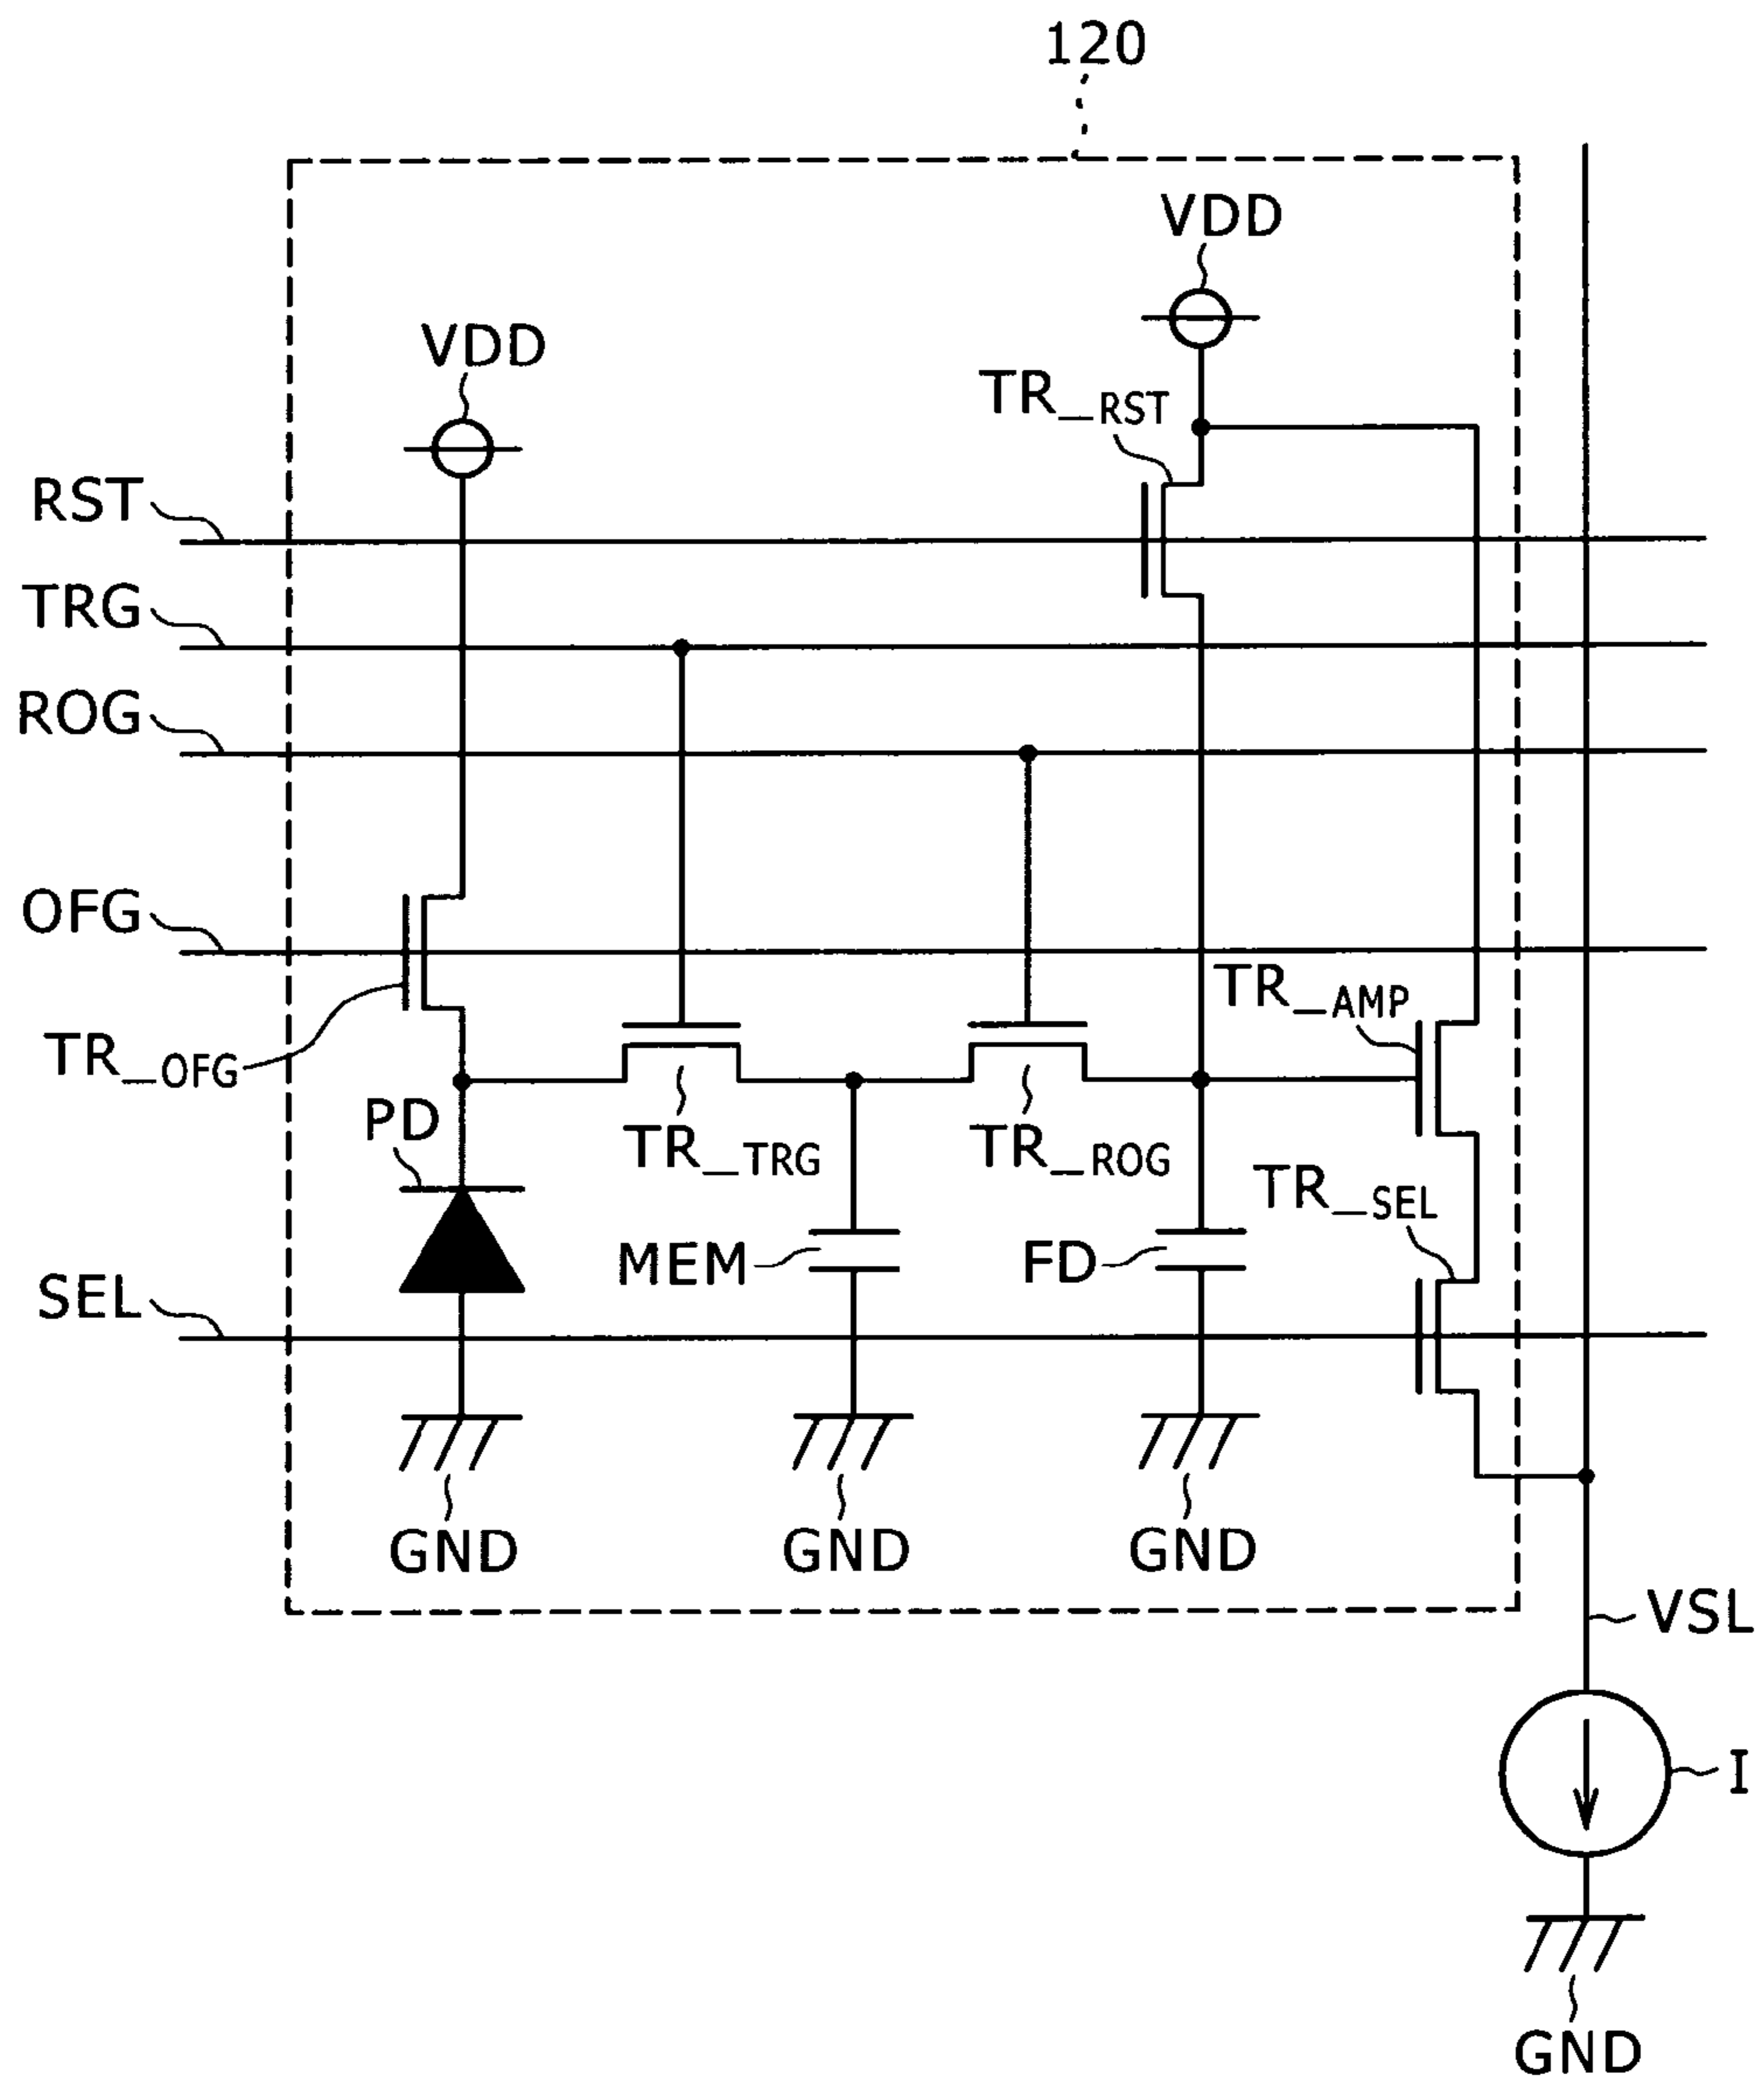 120
VDD
VDD
TR_RST
RST
TRG
ROG
OFG
TR_AMP
TR_OFG
PD
TR_TRG
TR_ROG
TR_SEL
MEM
FD
SEL
GND
GND
GND
VSL
I
GND